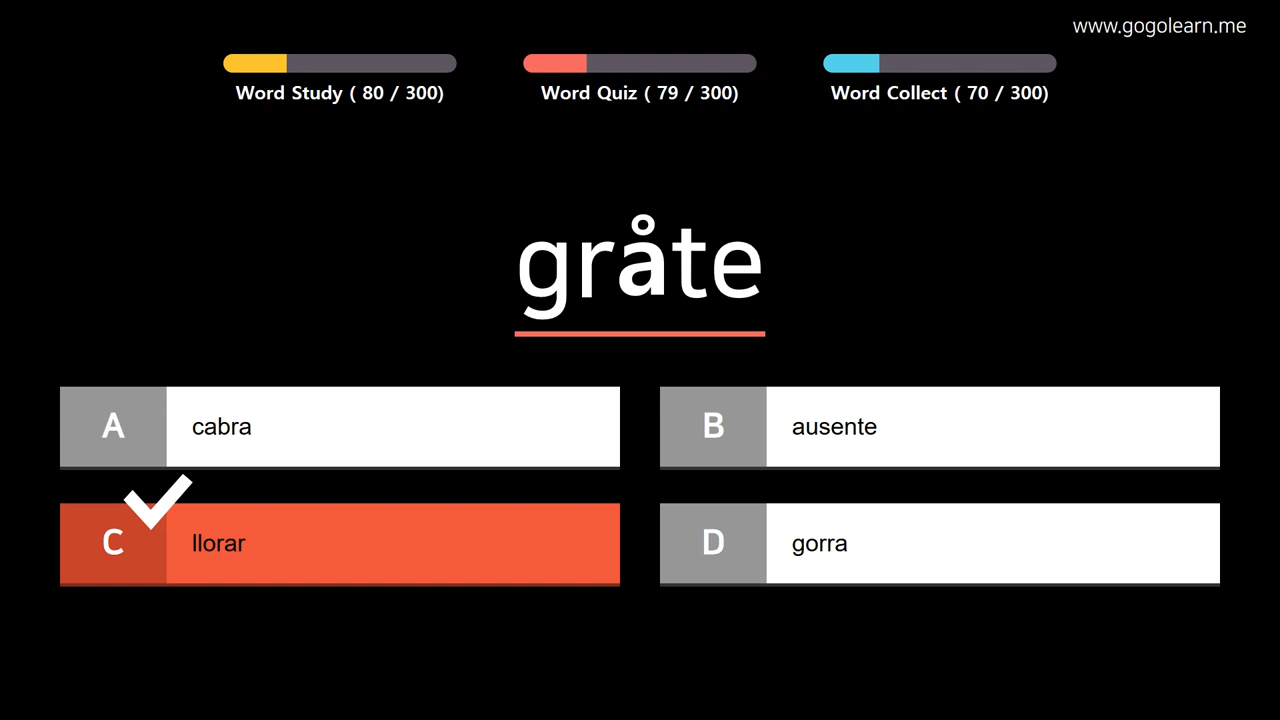 www.gogolearn.me
Word Study ( 80 / 300)
Word Quiz ( 79 / 300)
Word Collect ( 70 / 300)
gråte
A cabra
B ausente
C llorar
D gorra